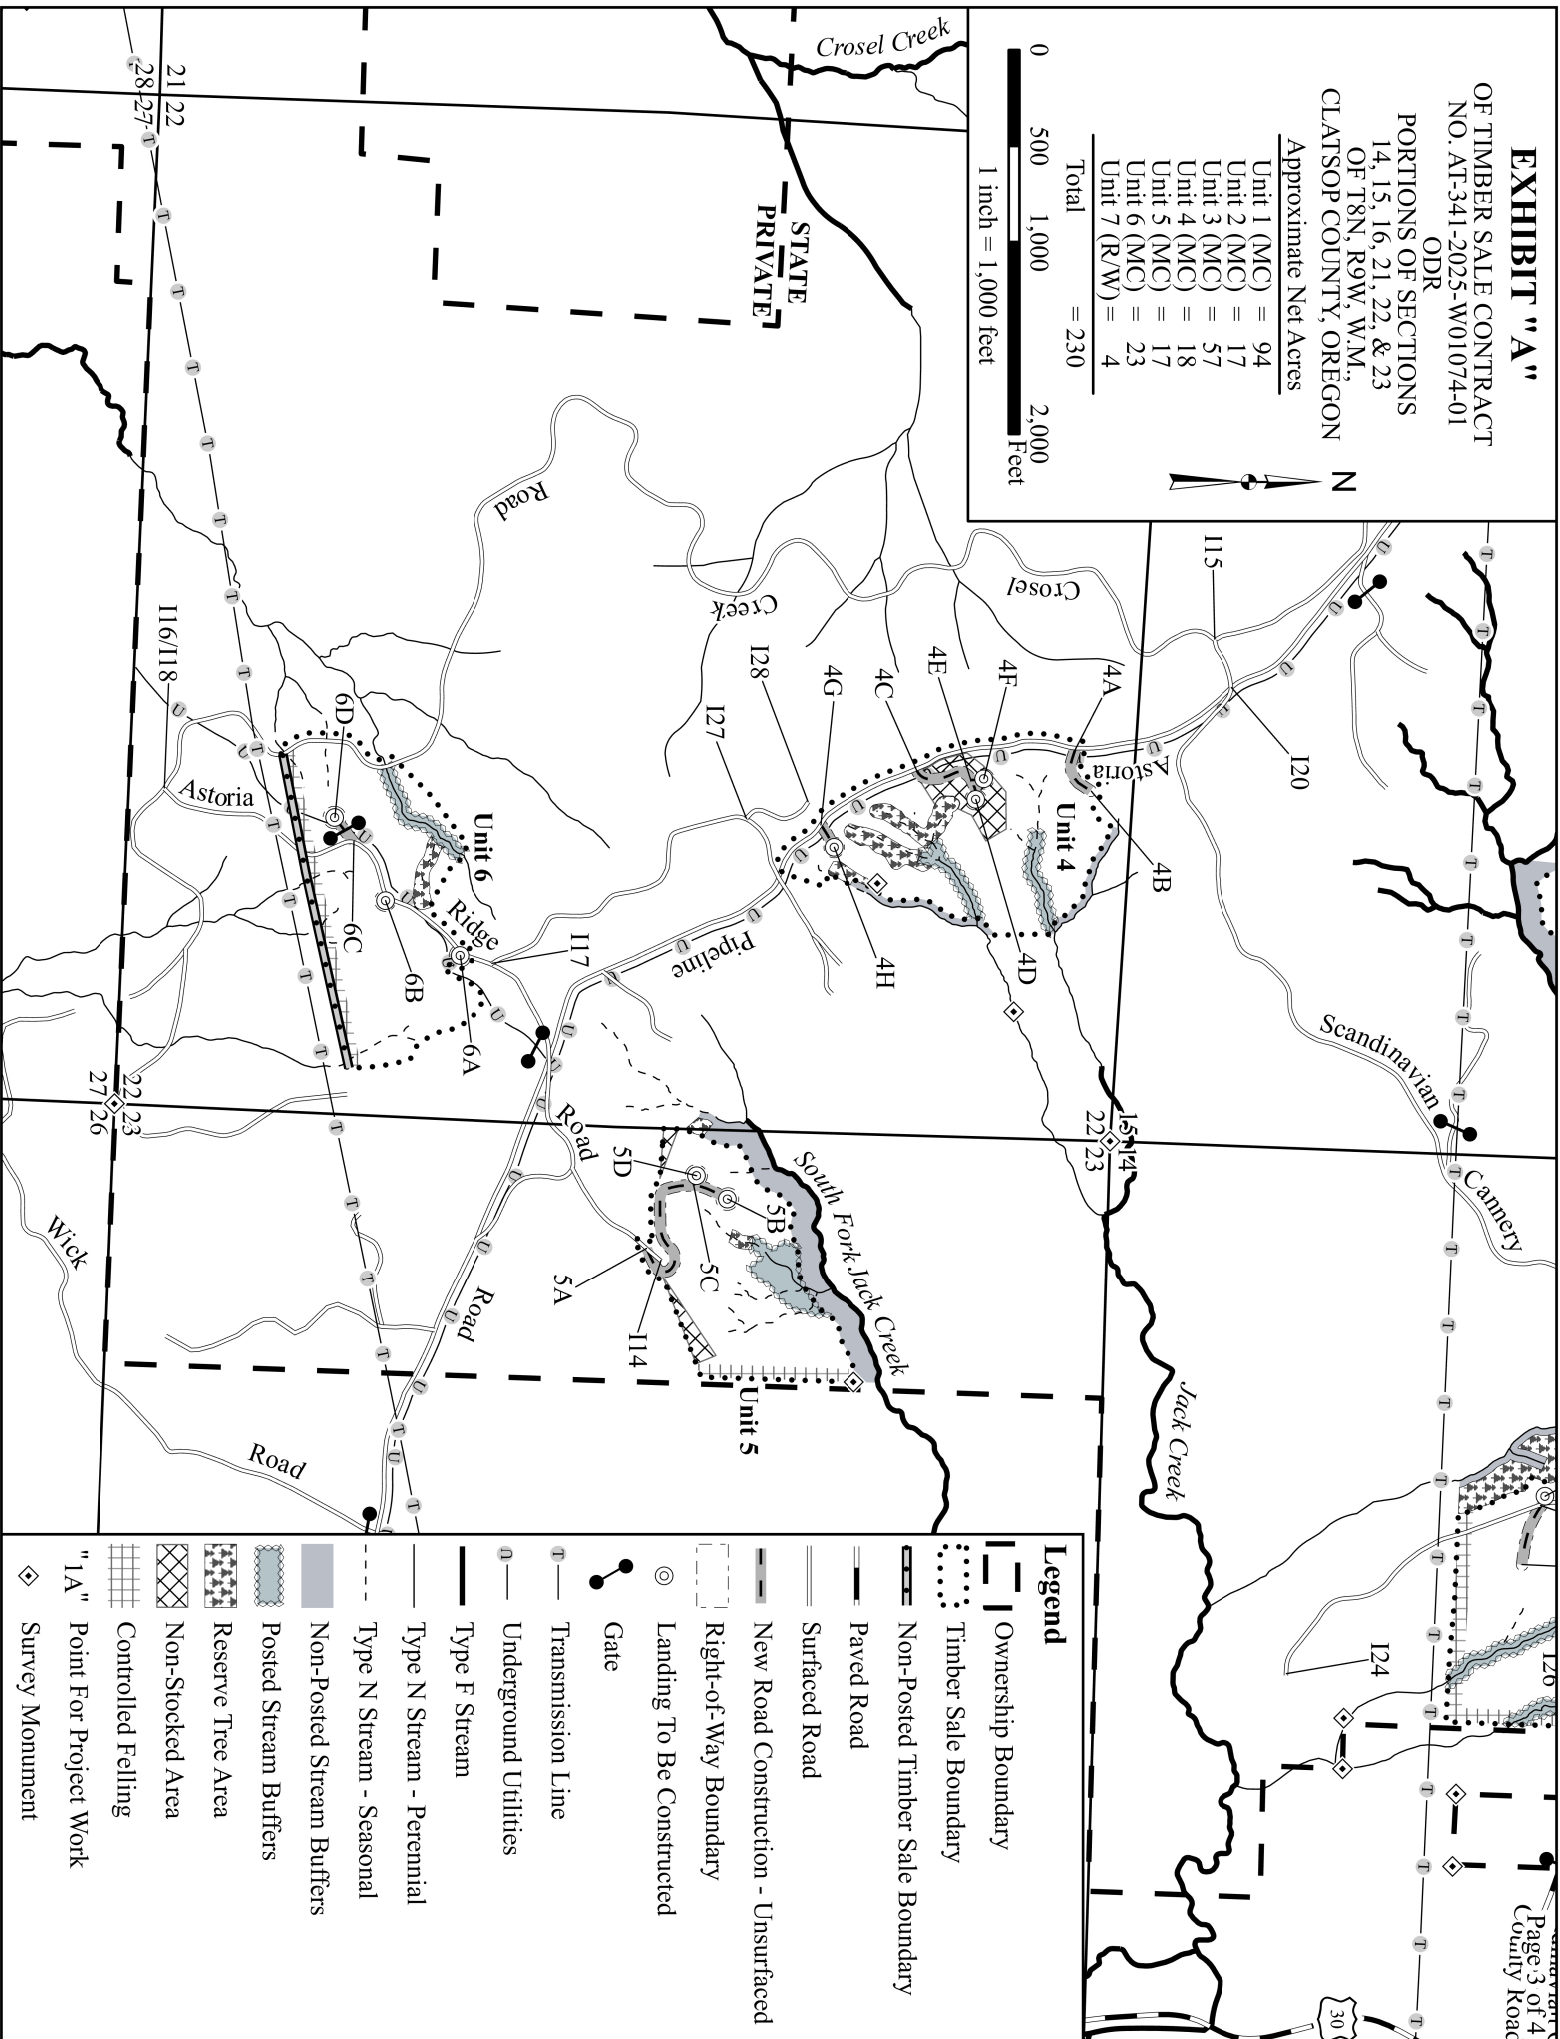 EXHIBIT "A"
OF TIMBER SALE CONTRACT
NO. AT-341-2025-W01074-01
ODR
PORTIONS OF SECTIONS
14, 15, 16, 21, 22, & 23
OF T8N, R9W, W.M.,
CLATSOP COUNTY, OREGON
Approximate Net Acres
Unit 1 (MC) = 94
Unit 2 (MC) = 17
Unit 3 (MC) = 57
Unit 4 (MC) = 18
Unit 5 (MC) = 17
Unit 6 (MC) = 23
Unit 7 (R/W) = 4
Total = 230
1 inch = 1,000 feet
0 500 1,000 2,000
Feet
N
Page 3 of 4
County Road
30
I26
I24
Cannery
Scandinavian
I15
I20
Jack Creek
15 14
22 23
Crosel Creek
STATE
PRIVATE
Crosel
Creek
Road
4A
4B
Astoria
Unit 4
4F
4E
4D
4C
4G
4H
I28
I27
Pipeline
Road
South Fork Jack Creek
5B
5C
5D
5A
I14
Unit 5
I17
Road
Unit 6
Ridge
6A
6B
6C
6D
Astoria
I16/I18
21 22
28 27
22 23
27 26
Wick
Road
Legend
Ownership Boundary
Timber Sale Boundary
Non-Posted Timber Sale Boundary
Paved Road
Surfaced Road
New Road Construction - Unsurfaced
Right-of-Way Boundary
Landing To Be Constructed
Gate
Transmission Line
Underground Utilities
Type F Stream
Type N Stream - Perennial
Type N Stream - Seasonal
Non-Posted Stream Buffers
Posted Stream Buffers
Reserve Tree Area
Non-Stocked Area
Controlled Felling
"1A" Point For Project Work
Survey Monument